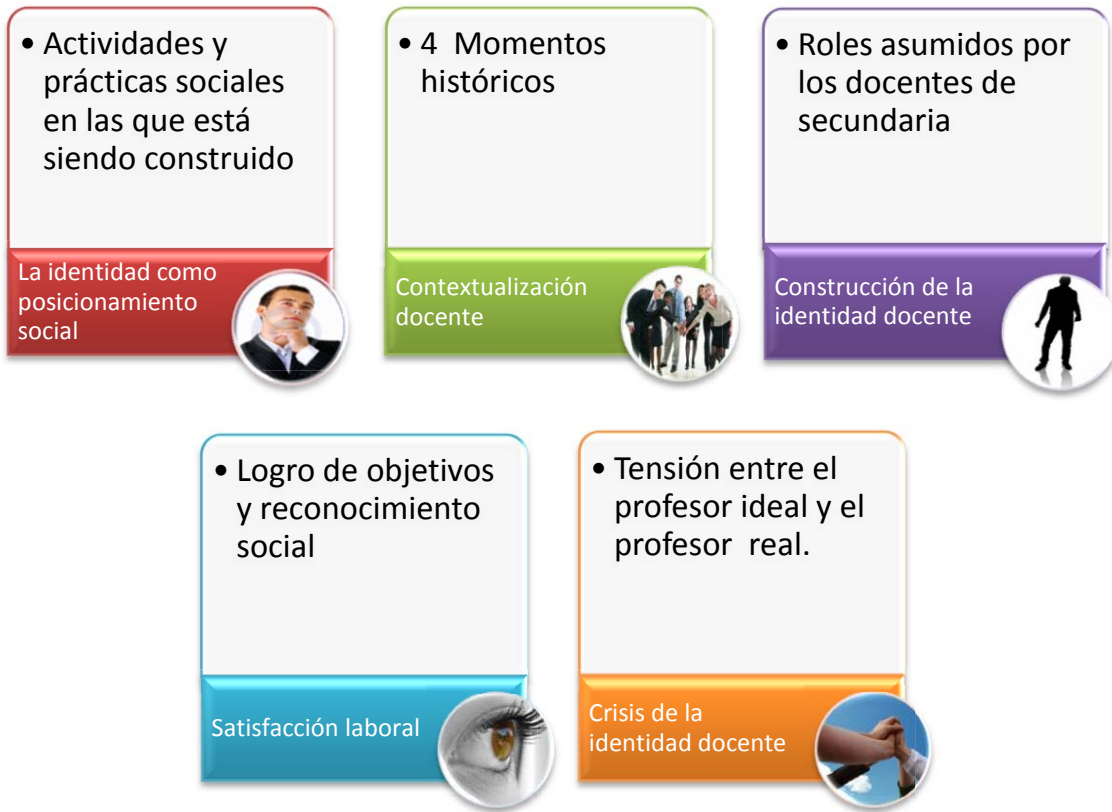 • Actividades y
prácticas sociales
en las que está
siendo construido
La identidad como
posicionamiento
social
• 4 Momentos
históricos
Contextualización
docente
• Roles asumidos por
los docentes de
secundaria
Construcción de la
identidad docente
• Logro de objetivos
y reconocimiento
social
Satisfacción laboral
• Tensión entre el
profesor ideal y el
profesor real.
Crisis de la
identidad docente